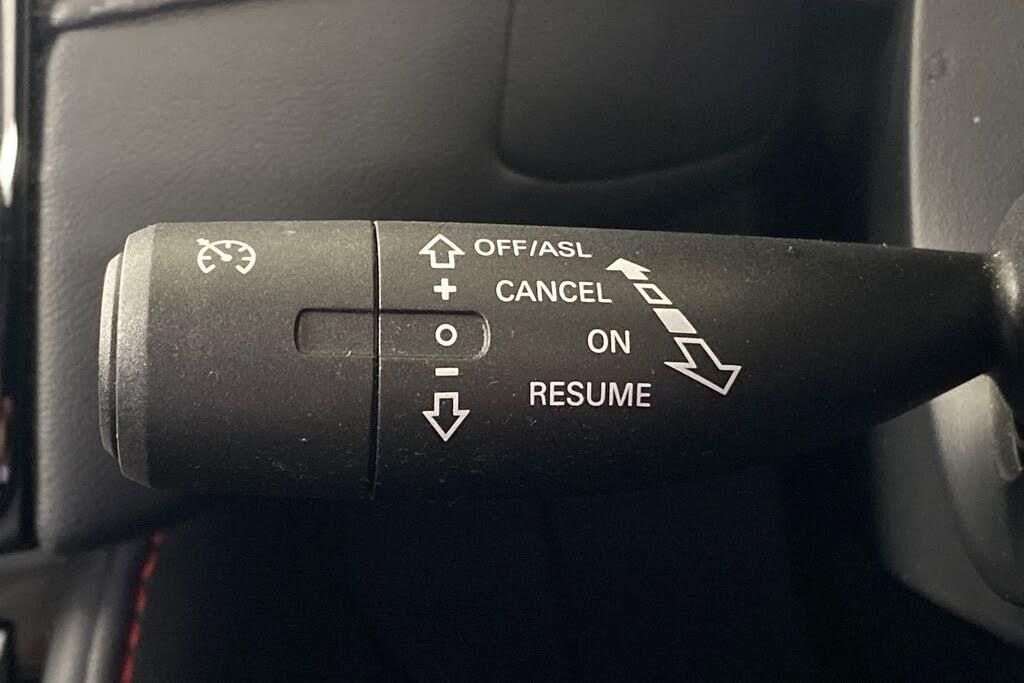 OFF/ASL
+ CANCEL
O ON
- RESUME